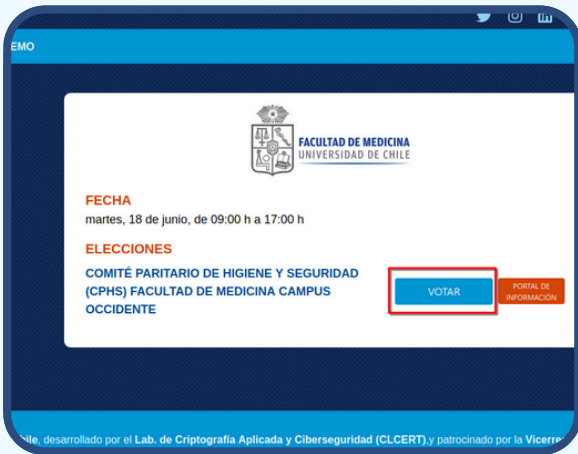 EMO
FACULTAD DE MEDICINA
UNIVERSIDAD DE CHILE
FECHA
martes, 18 de junio, de 09:00 h a 17:00 h
ELECCIONES
COMITÉ PARITARIO DE HIGIENE Y SEGURIDAD
(CPHS) FACULTAD DE MEDICINA CAMPUS
OCCIDENTE
VOTAR
PORTAL DE
INFORMACIÓN
hile, desarrollado por el Lab. de Criptografía Aplicada y Ciberseguridad (CLCERT),y patrocinado por la Vicerre